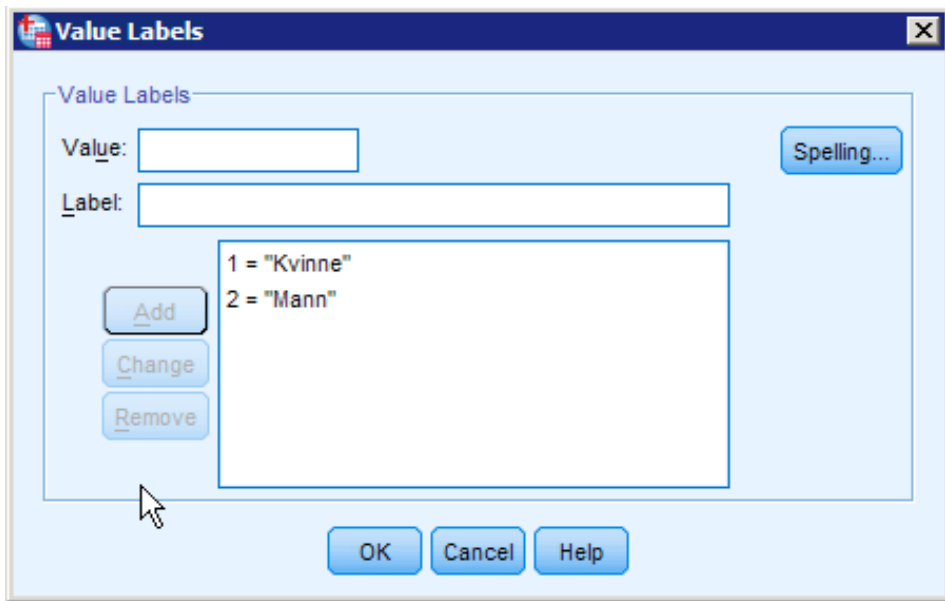 Value Labels
Value Labels
Value:
Spelling...
Label:
1 = "Kvinne"
2 = "Mann"
Add
Change
Remove
OK Cancel Help